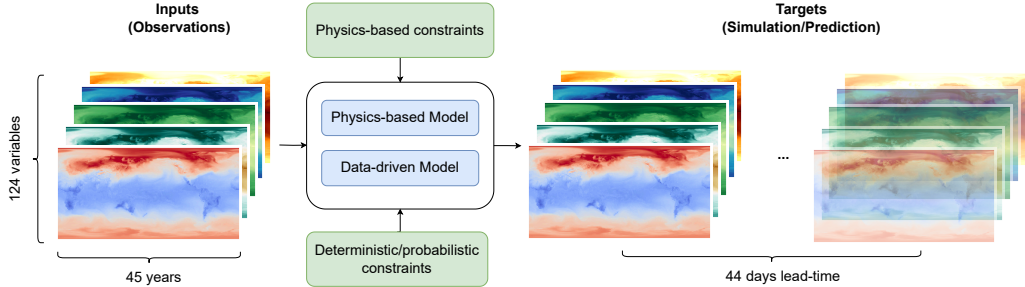 Inputs
(Observations)
Physics-based constraints
Targets
(Simulation/Prediction)
124 variables
Physics-based Model
Data-driven Model
...
Deterministic/probabilistic
constraints
45 years
44 days lead-time